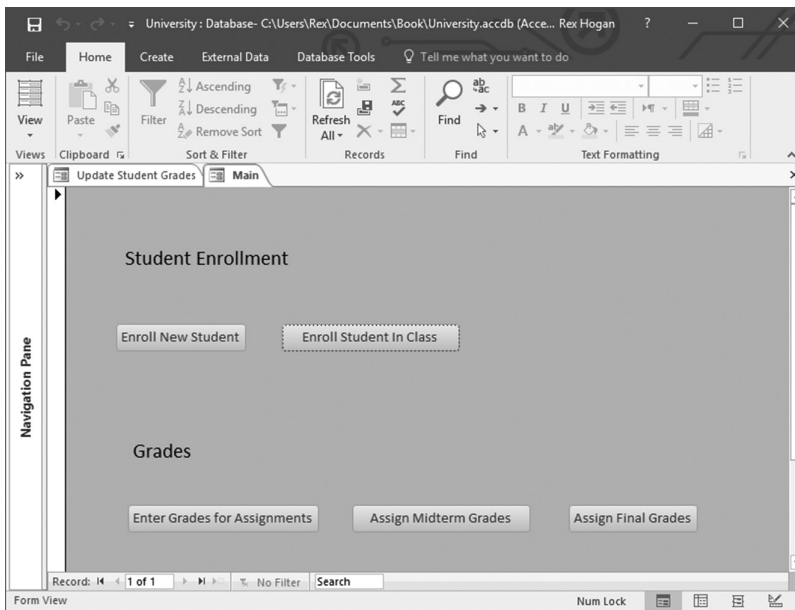 University : Database- C:\Users\Rex\Documents\Book\University.accdb (Acce... Rex Hogan ?
File Home Create External Data Database Tools Tell me what you want to do
View
Paste
Filter
Ascending
Descending
Remove Sort
Refresh
All
ABC
Find
ab
ac
B I U
A
ab
Views Clipboard Sort & Filter Records Find Text Formatting
Update Student Grades Main
Navigation Pane
Student Enrollment
Enroll New Student Enroll Student In Class
Grades
Enter Grades for Assignments Assign Midterm Grades Assign Final Grades
Record: 1 of 1 No Filter Search
Form View Num Lock